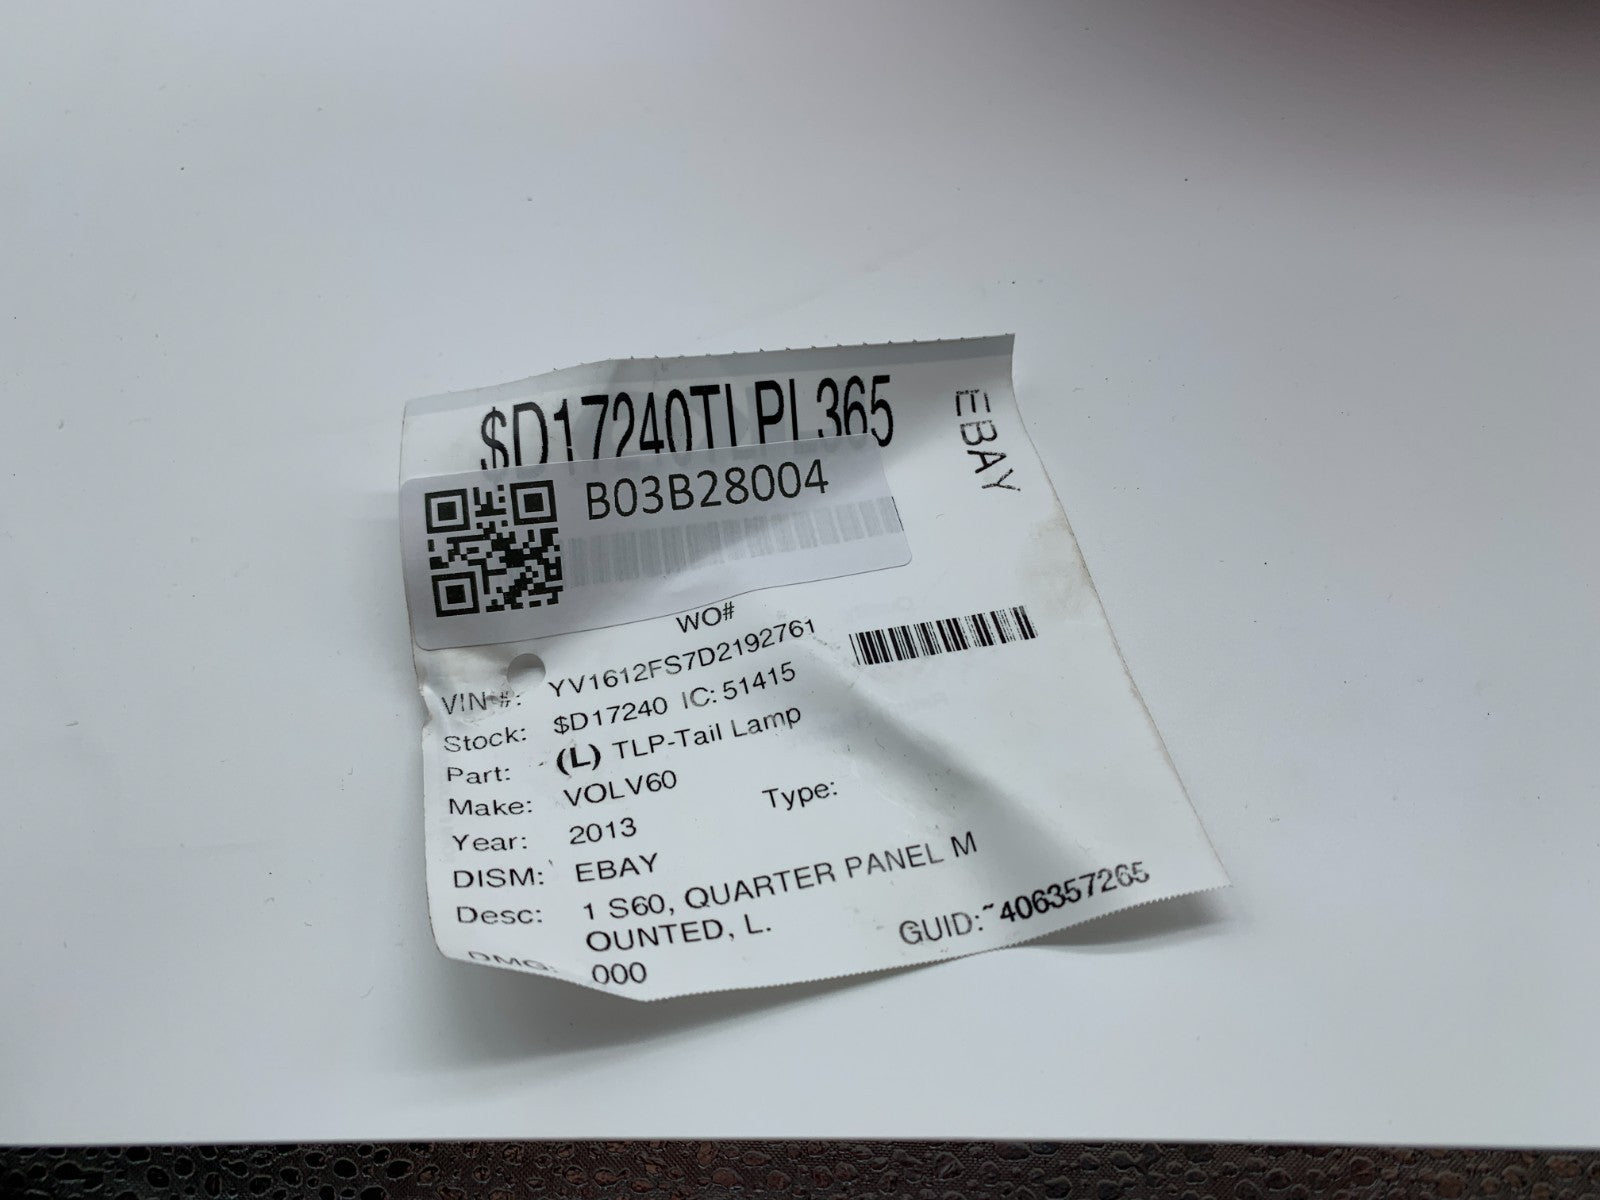 $D17240TLPL365
EBAY
B03B28004
WO#
VIN #: YV1612FS7D2192761
Stock: $D17240 IC: 51415
Part: (L) TLP-Tail Lamp
Make: VOLV60
Year: 2013 Type:
DISM: EBAY
Desc: 1 S60, QUARTER PANEL M
OUNTED, L.
DMG: 000
GUID: ~406357265